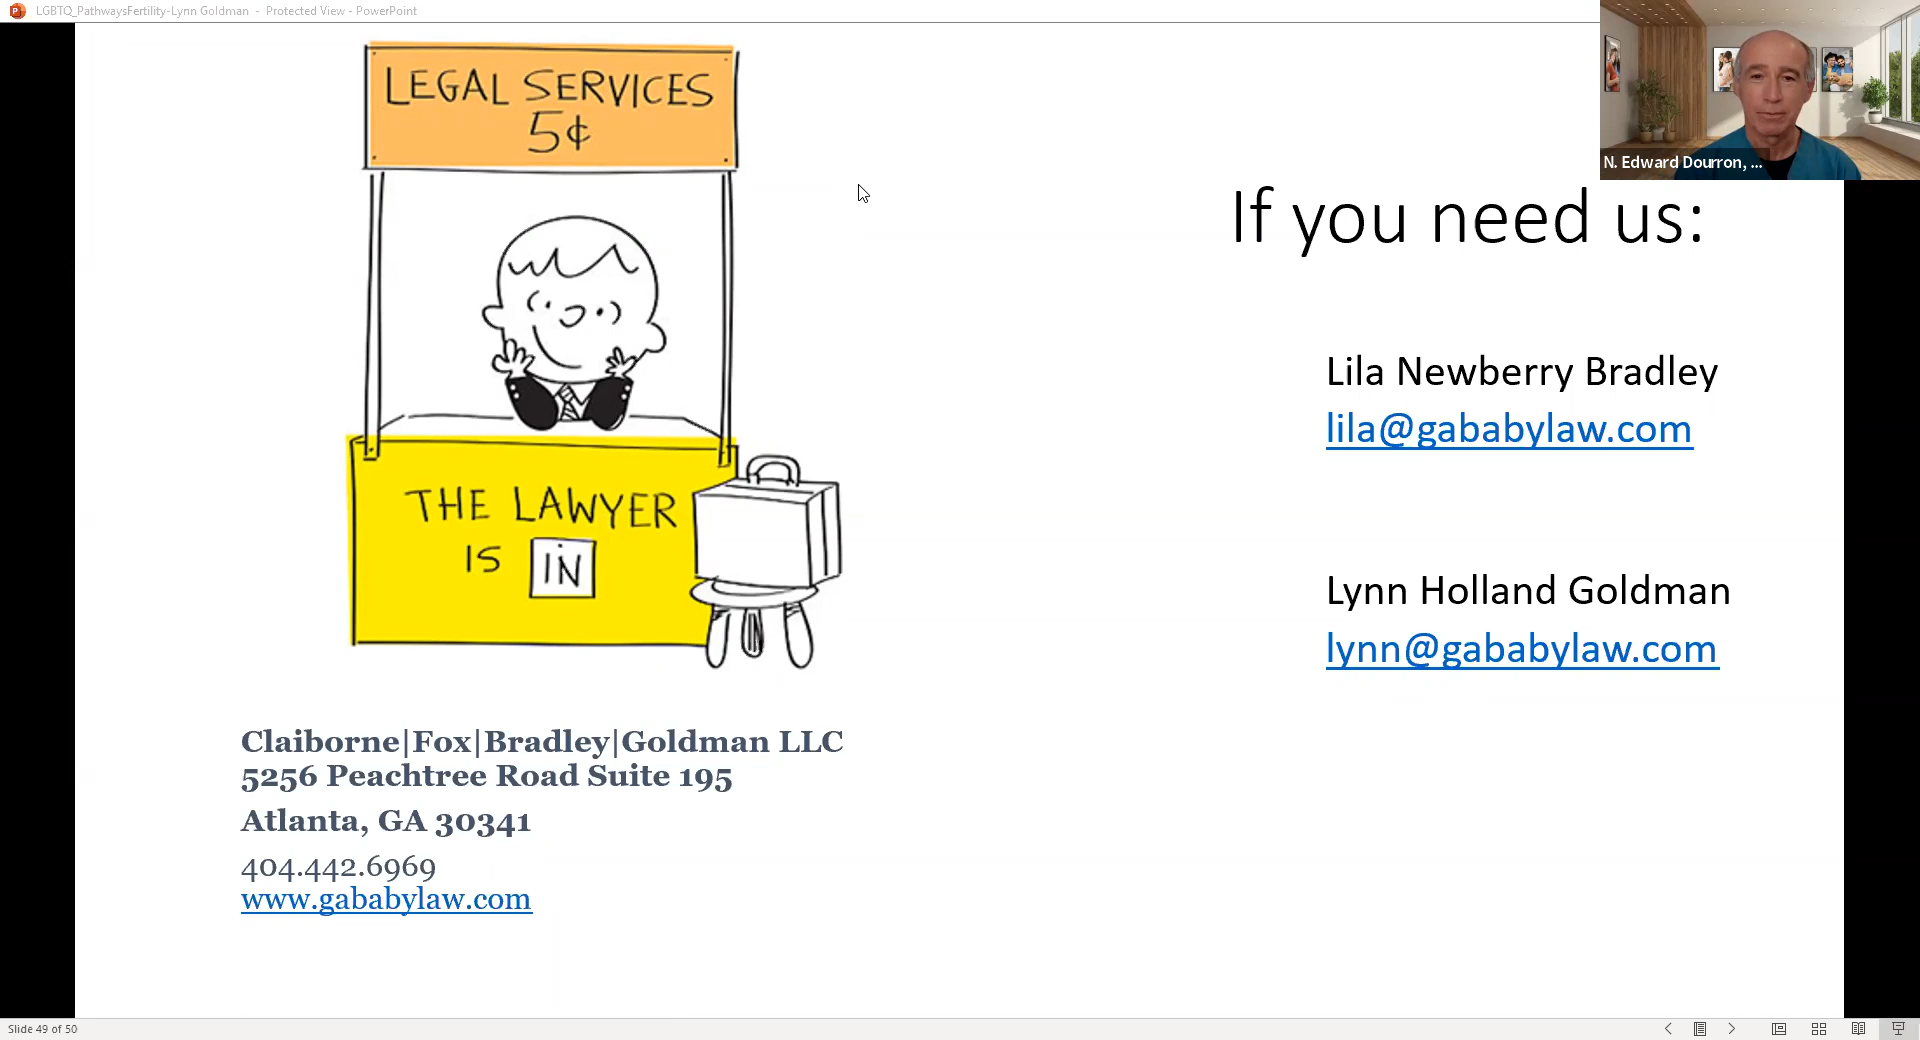 LGBTQ_PathwaysFertility-Lynn Goldman - Protected View - PowerPoint
LEGAL SERVICES
5¢
THE LAWYER
IS IN
N. Edward Dourron, ...
If you need us:
Lila Newberry Bradley
lila@gababylaw.com
Lynn Holland Goldman
lynn@gababylaw.com
Claiborne|Fox|Bradley|Goldman LLC
5256 Peachtree Road Suite 195
Atlanta, GA 30341
404.442.6969
www.gababylaw.com
Slide 49 of 50